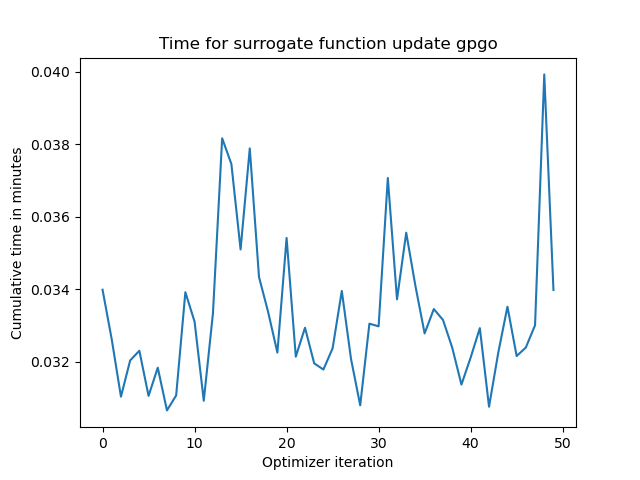 Time for surrogate function update gpgo
0.040
0.038
0.036
0.034
0.032
Cumulative time in minutes
0 10 20 30 40 50
Optimizer iteration